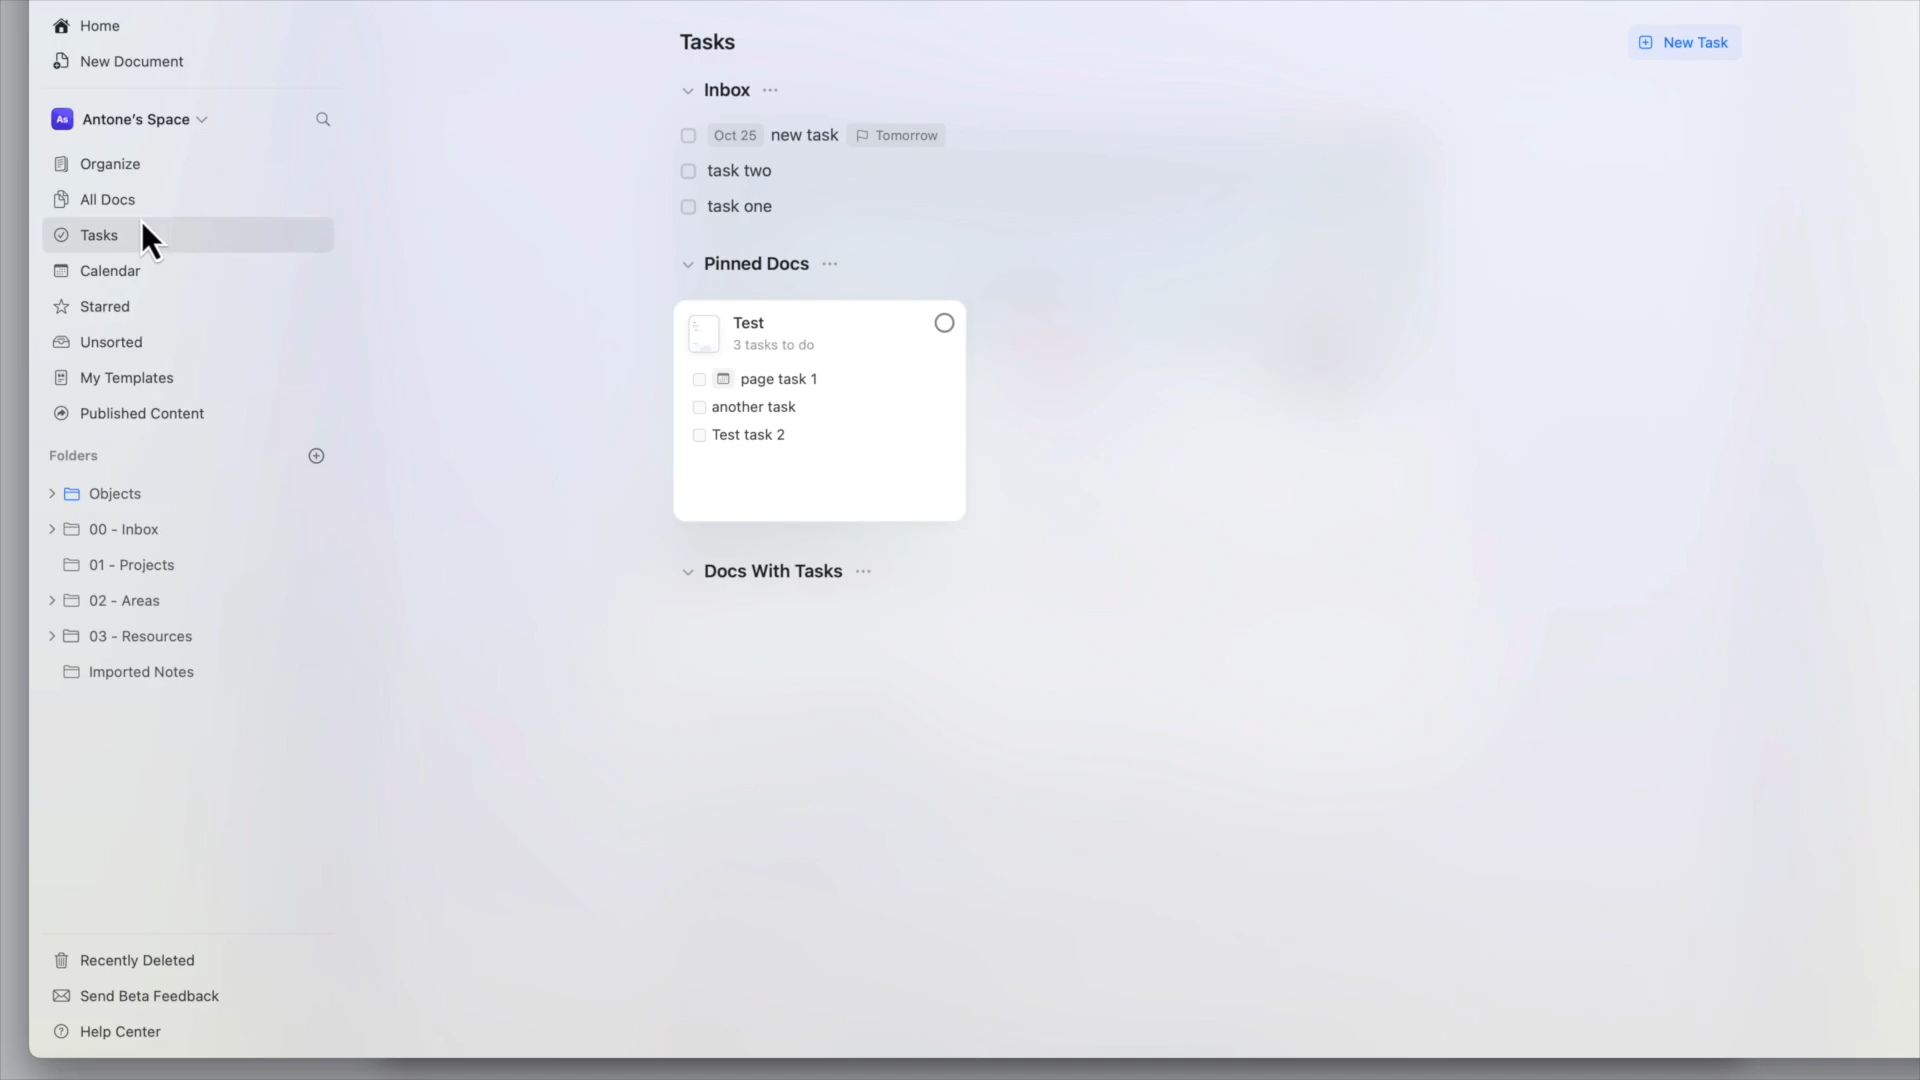 Home
New Document
As Antone's Space
Organize
All Docs
Tasks
Calendar
Starred
Unsorted
My Templates
Published Content
Folders
Objects
00 - Inbox
01 - Projects
02 - Areas
03 - Resources
Imported Notes
Recently Deleted
Send Beta Feedback
Help Center
Tasks
New Task
Inbox
Oct 25 new task Tomorrow
task two
task one
Pinned Docs
Test
3 tasks to do
page task 1
another task
Test task 2
Docs With Tasks